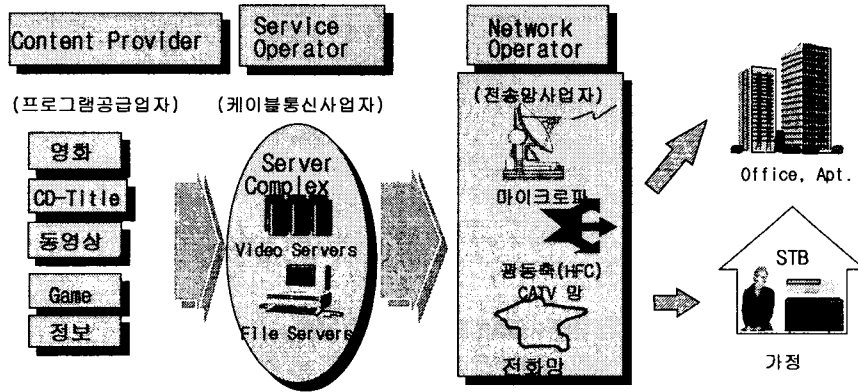 Content Provider
Service
Operator
Network
Operator
(프로그램공급업자)
(케이블통신사업자)
(전송망사업자)
영화
CD-Title
동영상
Game
정보
Server
Complex
Video Servers
File Servers
마이크로파
광동축(HFC)
CATV 망
전화망
Office, Apt.
STB
가정